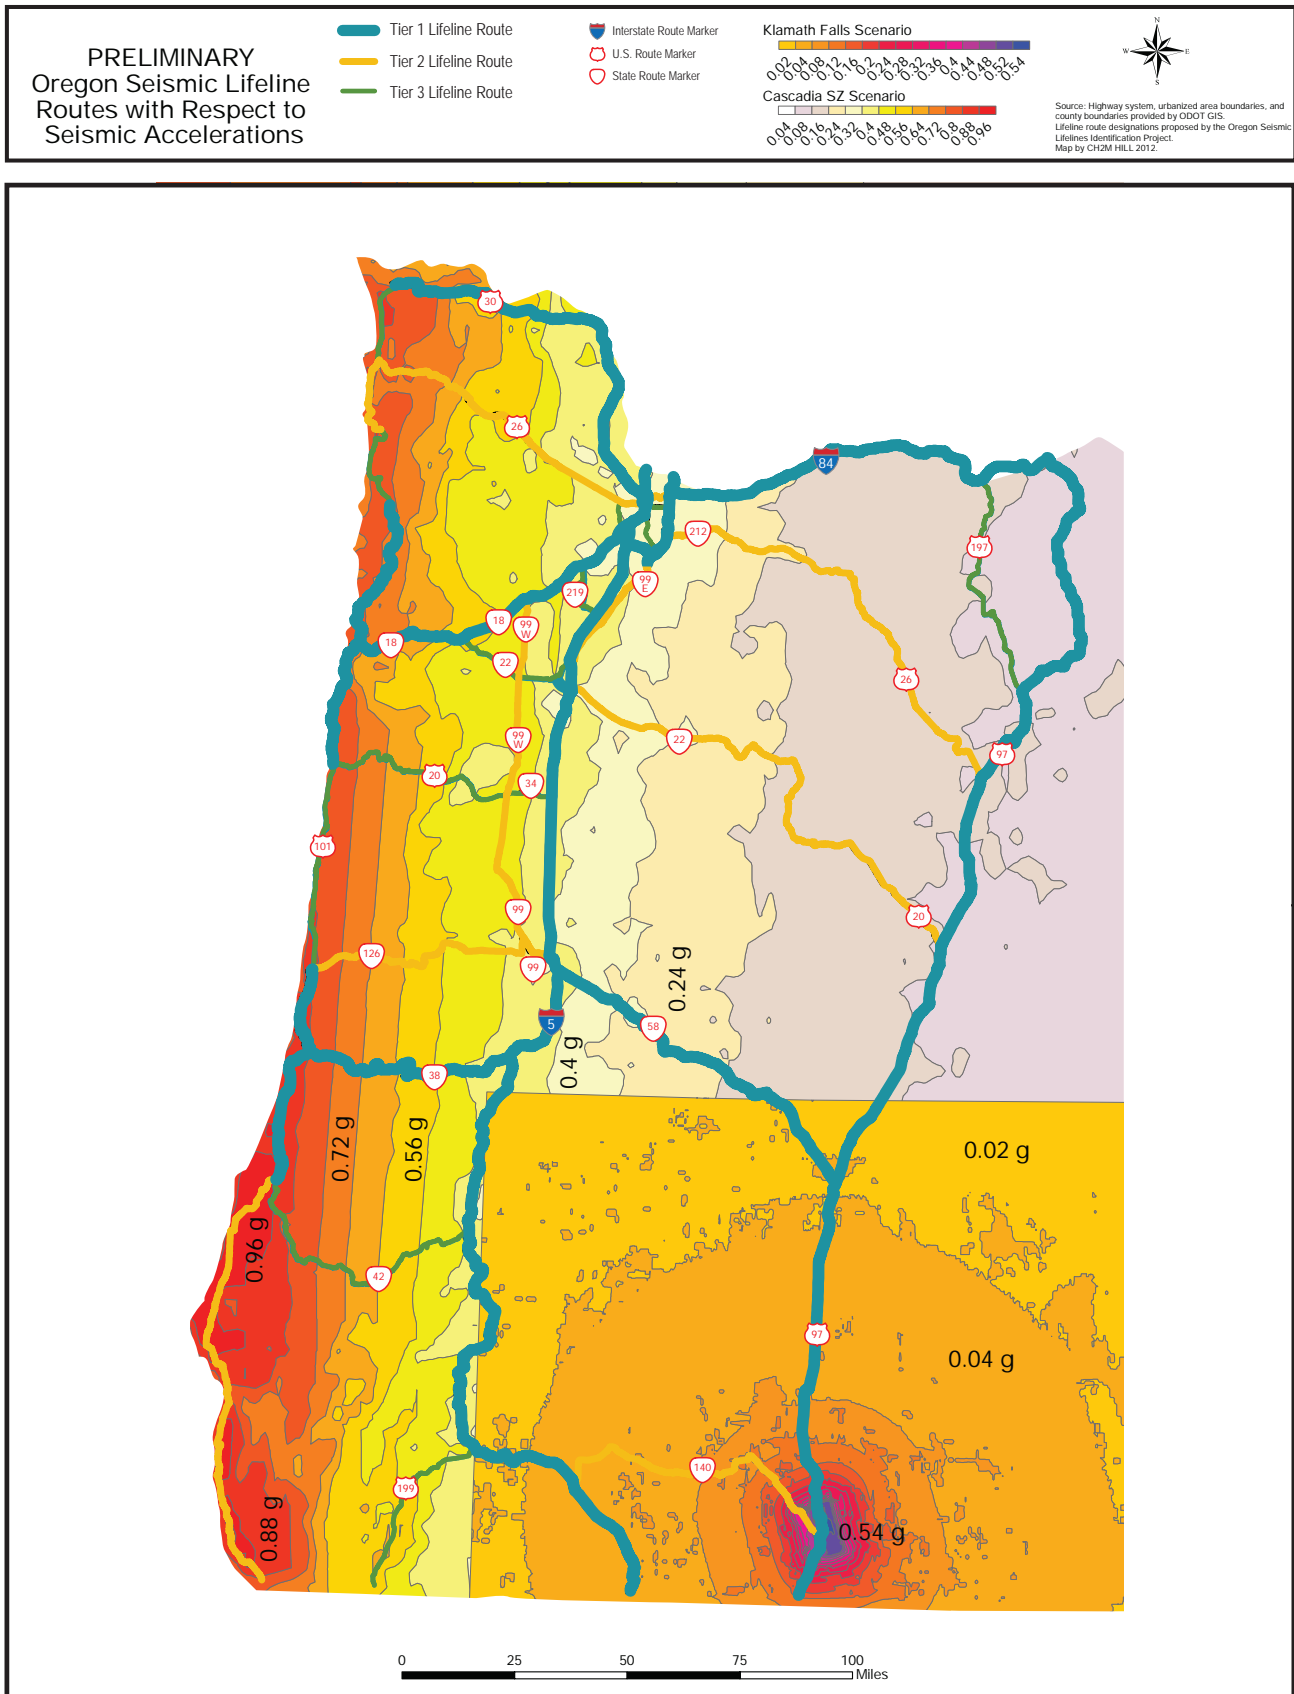 PRELIMINARY
Oregon Seismic Lifeline
Routes with Respect to
Seismic Accelerations
Tier 1 Lifeline Route
Tier 2 Lifeline Route
Tier 3 Lifeline Route
Interstate Route Marker
U.S. Route Marker
State Route Marker
Klamath Falls Scenario
0.02 0.04 0.08 0.12 0.16 0.2 0.24 0.28 0.32 0.36 0.4 0.44 0.48 0.52 0.54
Cascadia SZ Scenario
0.04 0.08 0.16 0.24 0.32 0.4 0.48 0.56 0.64 0.72 0.8 0.88 0.96
N
W E
S
Source: Highway system, urbanized area boundaries, and
county boundaries provided by ODOT GIS.
Lifeline route designations proposed by the Oregon Seismic
Lifelines Identification Project.
Map by CH2M HILL 2012.
30
26
84
212
197
99
E
219
18
99
W
18
22
26
99
W
22
97
20
34
101
99
20
126
99
0.24 g
5
58
0.4 g
38
0.72 g
0.56 g
0.02 g
0.96 g
42
97
0.04 g
140
199
0.88 g
0.54 g
0 25 50 75 100
Miles